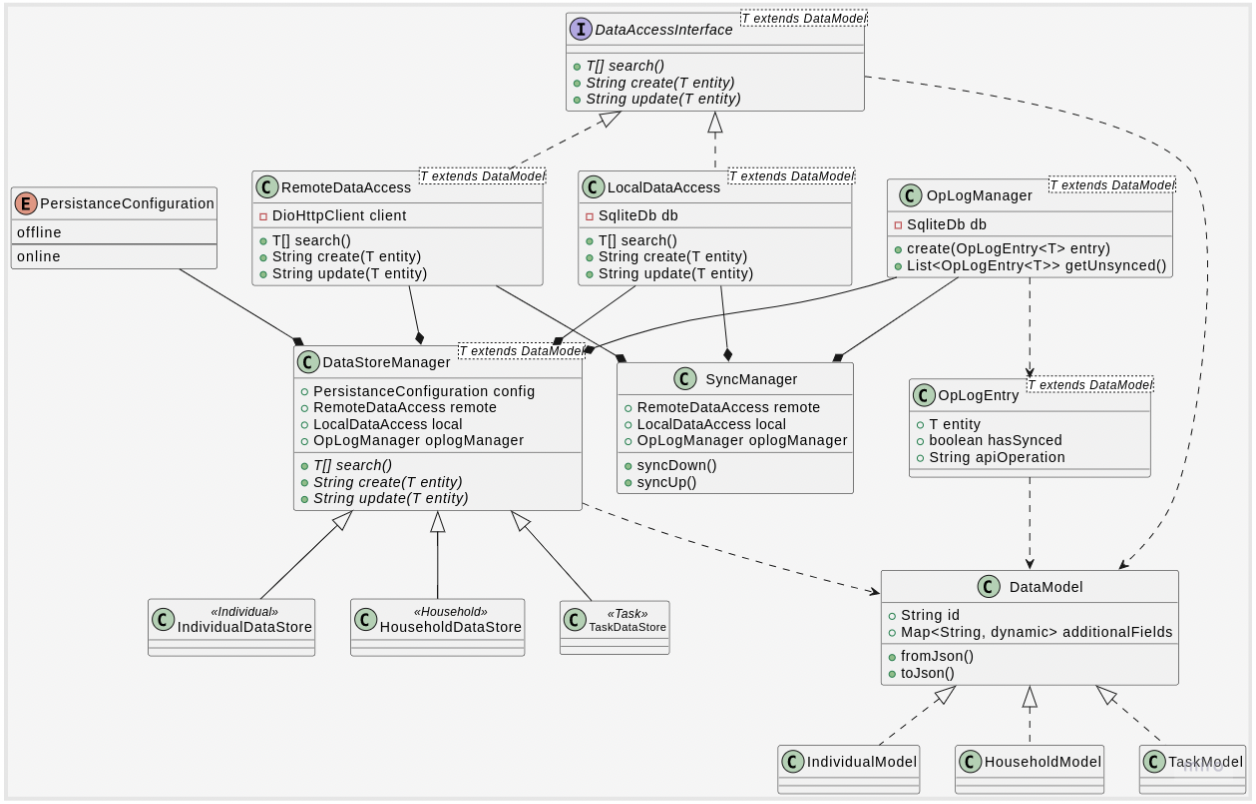 T extends DataModel
I DataAccessInterface
T[] search()
String create(T entity)
String update(T entity)
E PersistanceConfiguration
offline
online
T extends DataModel
C RemoteDataAccess
DioHttpClient client
T[] search()
String create(T entity)
String update(T entity)
T extends DataModel
C LocalDataAccess
SqliteDb db
T[] search()
String create(T entity)
String update(T entity)
T extends DataModel
C OpLogManager
SqliteDb db
create(OpLogEntry<T> entry)
List<OpLogEntry<T>> getUnsynced()
T extends DataModel
C DataStoreManager
PersistanceConfiguration config
RemoteDataAccess remote
LocalDataAccess local
OpLogManager oplogManager
T[] search()
String create(T entity)
String update(T entity)
C SyncManager
RemoteDataAccess remote
LocalDataAccess local
OpLogManager oplogManager
syncDown()
syncUp()
T extends DataModel
C OpLogEntry
T entity
boolean hasSynced
String apiOperation
«Individual»
C IndividualDataStore
«Household»
C HouseholdDataStore
«Task»
C TaskDataStore
C DataModel
String id
Map<String, dynamic> additionalFields
fromJson()
toJson()
C IndividualModel
C HouseholdModel
C TaskModel
miro